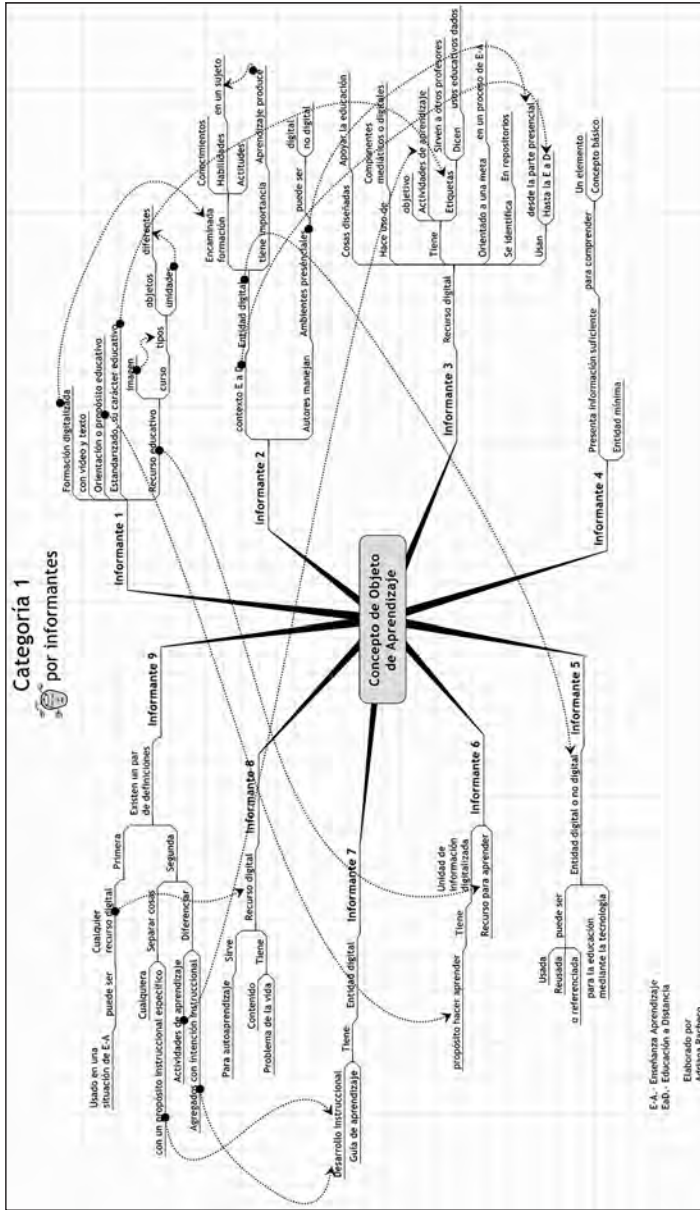 Categoría 1
por informantes
Concepto de Objeto
de Aprendizaje
Informante 1
Formación digitalizada
con video y texto
Orientación o propósito educativo
Estandarizado, su carácter educativo
Recurso educativo
Imagen
curso
tipos
objetos
unidades
diferentes
Informante 2
contexto E a D
Entidad digital
Encaminada
formación
Conocimientos
Habilidades
Actitudes
en un sujeto
tiene importancia
Aprendizaje produce
Autores manejan
Ambientes presénciales
puede ser
digital
no digital
Informante 3
Recurso digital
Cosas diseñadas
Apoyar la educación
Hace uso de
Componentes
mediáticos o digitales
Tiene
objetivo
Actividades de aprendizaje
Etiquetas
Sirven a otros profesores
Dicen
usos educativos dados
Orientado a una meta
en un proceso de E-A
Se identifica
En repositorios
Usan
desde la parte presencial
Hasta la E a D
Informante 4
Presenta información suficiente
para comprender
Un elemento
Concepto básico
Entidad mínima
Informante 5
Entidad digital o no digital
puede ser
Usada
Reusada
o referenciada
para la educación
mediante la tecnología
Informante 6
Unidad de
información
digitalizada
Tiene
propósito hacer aprender
Recurso para aprender
Informante 7
Entidad digital
Tiene
Desarrollo Instruccional
Guía de aprendizaje
Informante 8
Recurso digital
Sirve
Para autoaprendizaje
Tiene
Contenido
Problema de la vida
Informante 9
Existen un par
de definiciones
Primera
Cualquier
recurso digital
puede ser
Usado en una
situación de E-A
Segunda
Separar cosas
Cualquiera
con un propósito instruccional específico
Diferenciar
Actividades de aprendizaje
Agregados con intención Instruccional
E-A.- Enseñanza Aprendizaje
EaD.- Educación a Distancia
Elaborado por
Adriana Pacheco